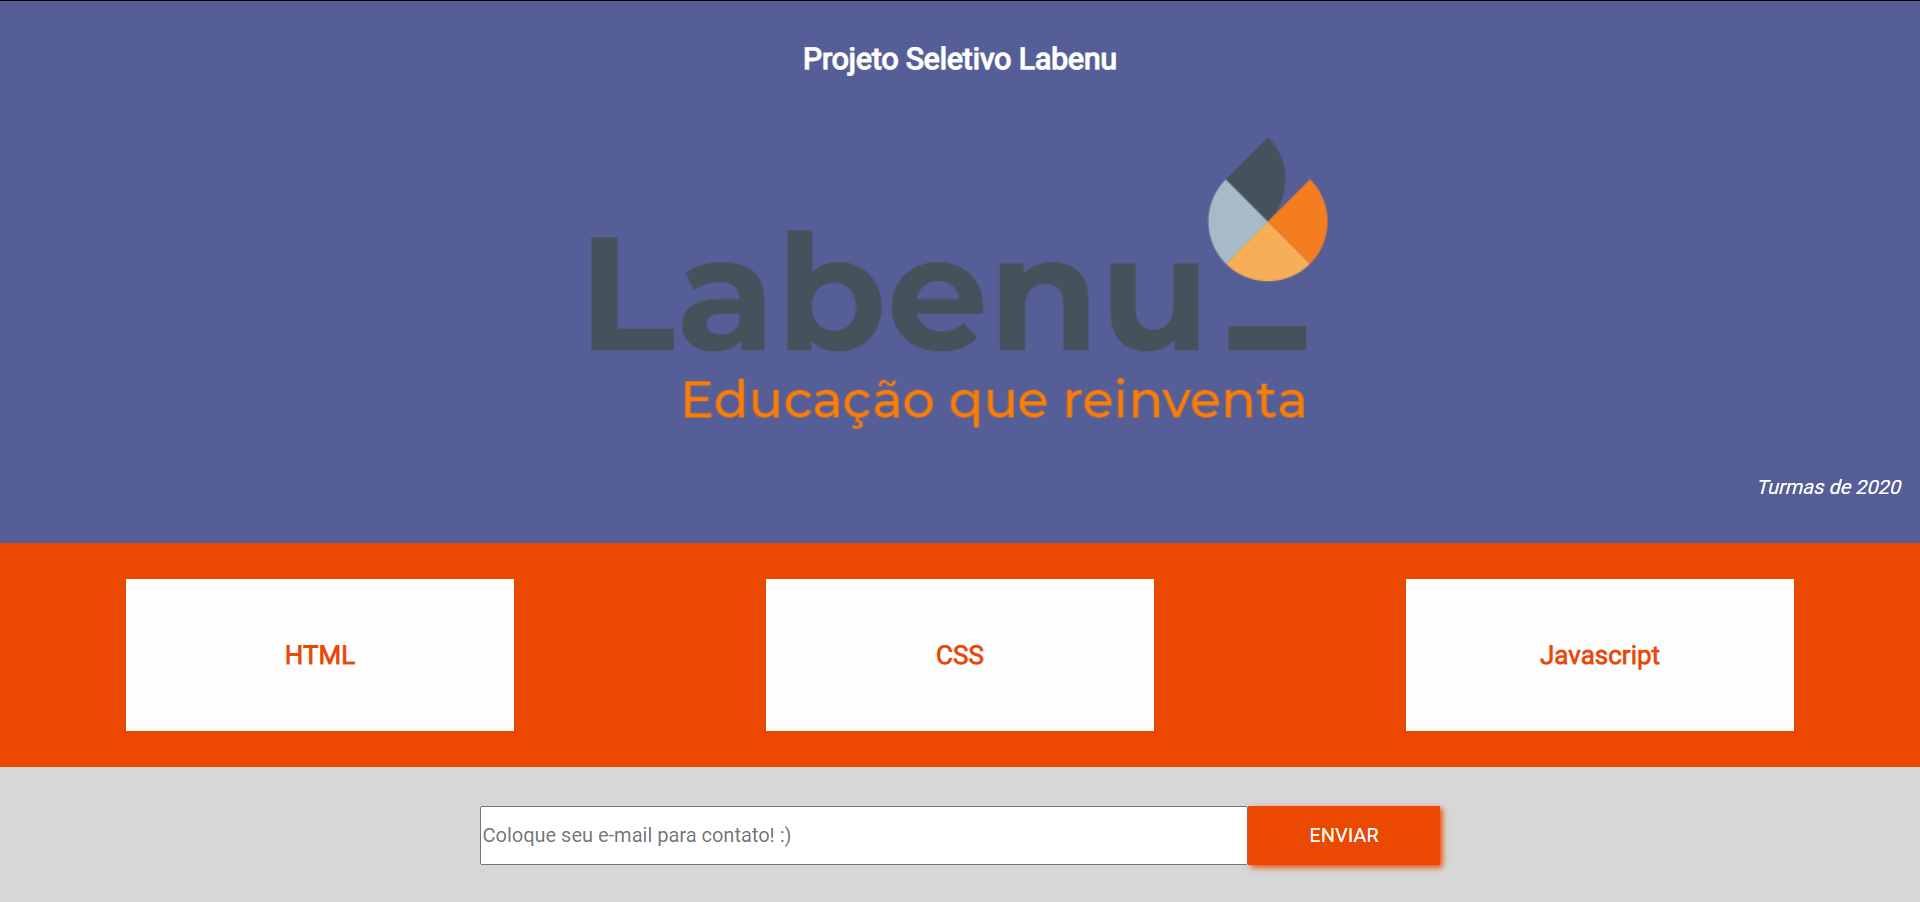 Projeto Seletivo Labenu
Labenu_
Educação que reinventa
Turmas de 2020
HTML
CSS
Javascript
Coloque seu e-mail para contato! :)
ENVIAR